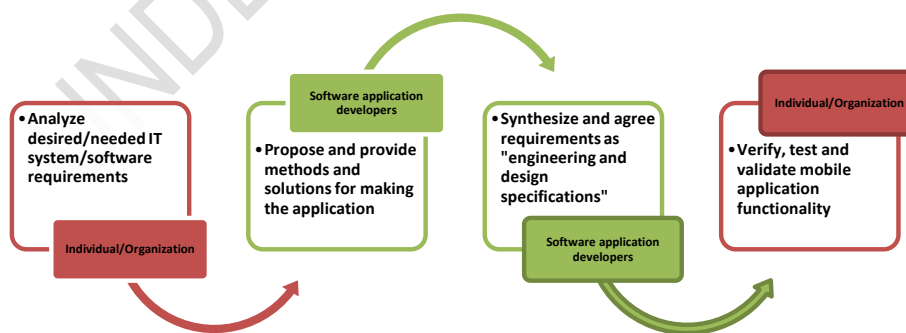 • Analyze
desired/needed IT
system/software
requirements
Individual/Organization
Software application
developers
• Propose and provide
methods and
solutions for making
the application
• Synthesize and agree
requirements as
"engineering and
design
specifications"
Software application
developers
Individual/Organization
• Verify, test and
validate mobile
application
functionality